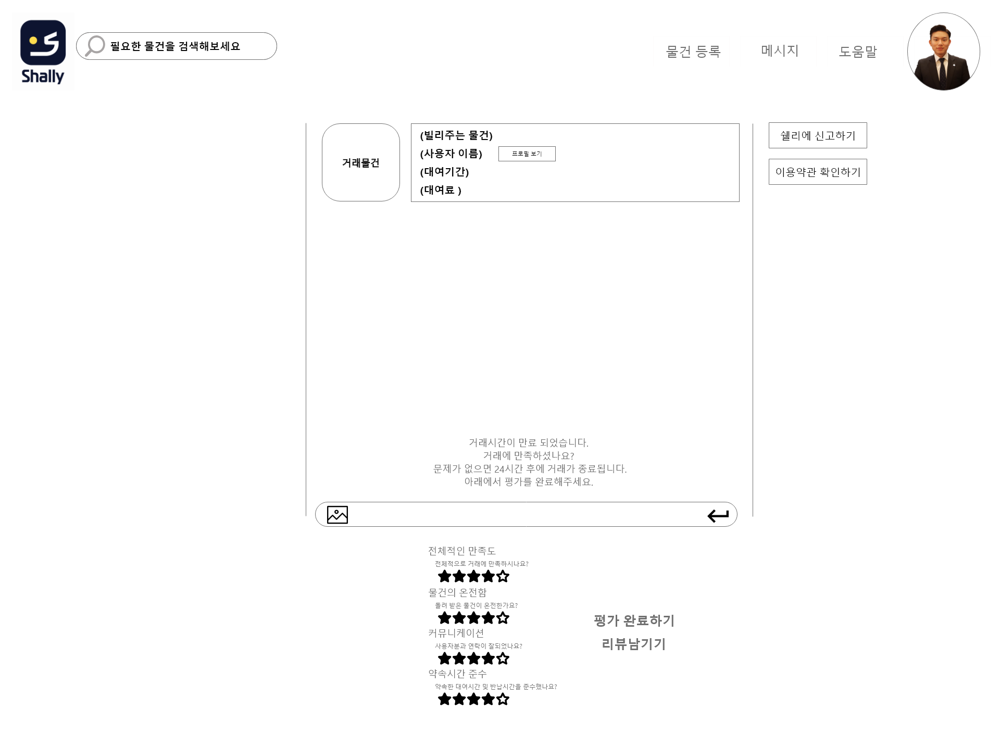 Shally
필요한 물건을 검색해보세요
물건 등록
메시지
도움말
거래물건
(빌리주는 물건)
(사용자 이름)
프로필 보기
(대여기간)
(대여료 )
쉘리에 신고하기
이용약관 확인하기
거래시간이 만료 되었습니다.
거래에 만족하셨나요?
문제가 없으면 24시간 후에 거래가 종료됩니다.
아래에서 평가를 완료해주세요.
전체적인 만족도
전체적으로 거래에 만족하시나요?
물건의 온전함
돌려 받은 물건이 온전한가요?
커뮤니케이션
사용자분과 연락이 잘되었나요?
약속시간 준수
약속한 대여시간 및 반납시간을 준수했나요?
평가 완료하기
리뷰남기기